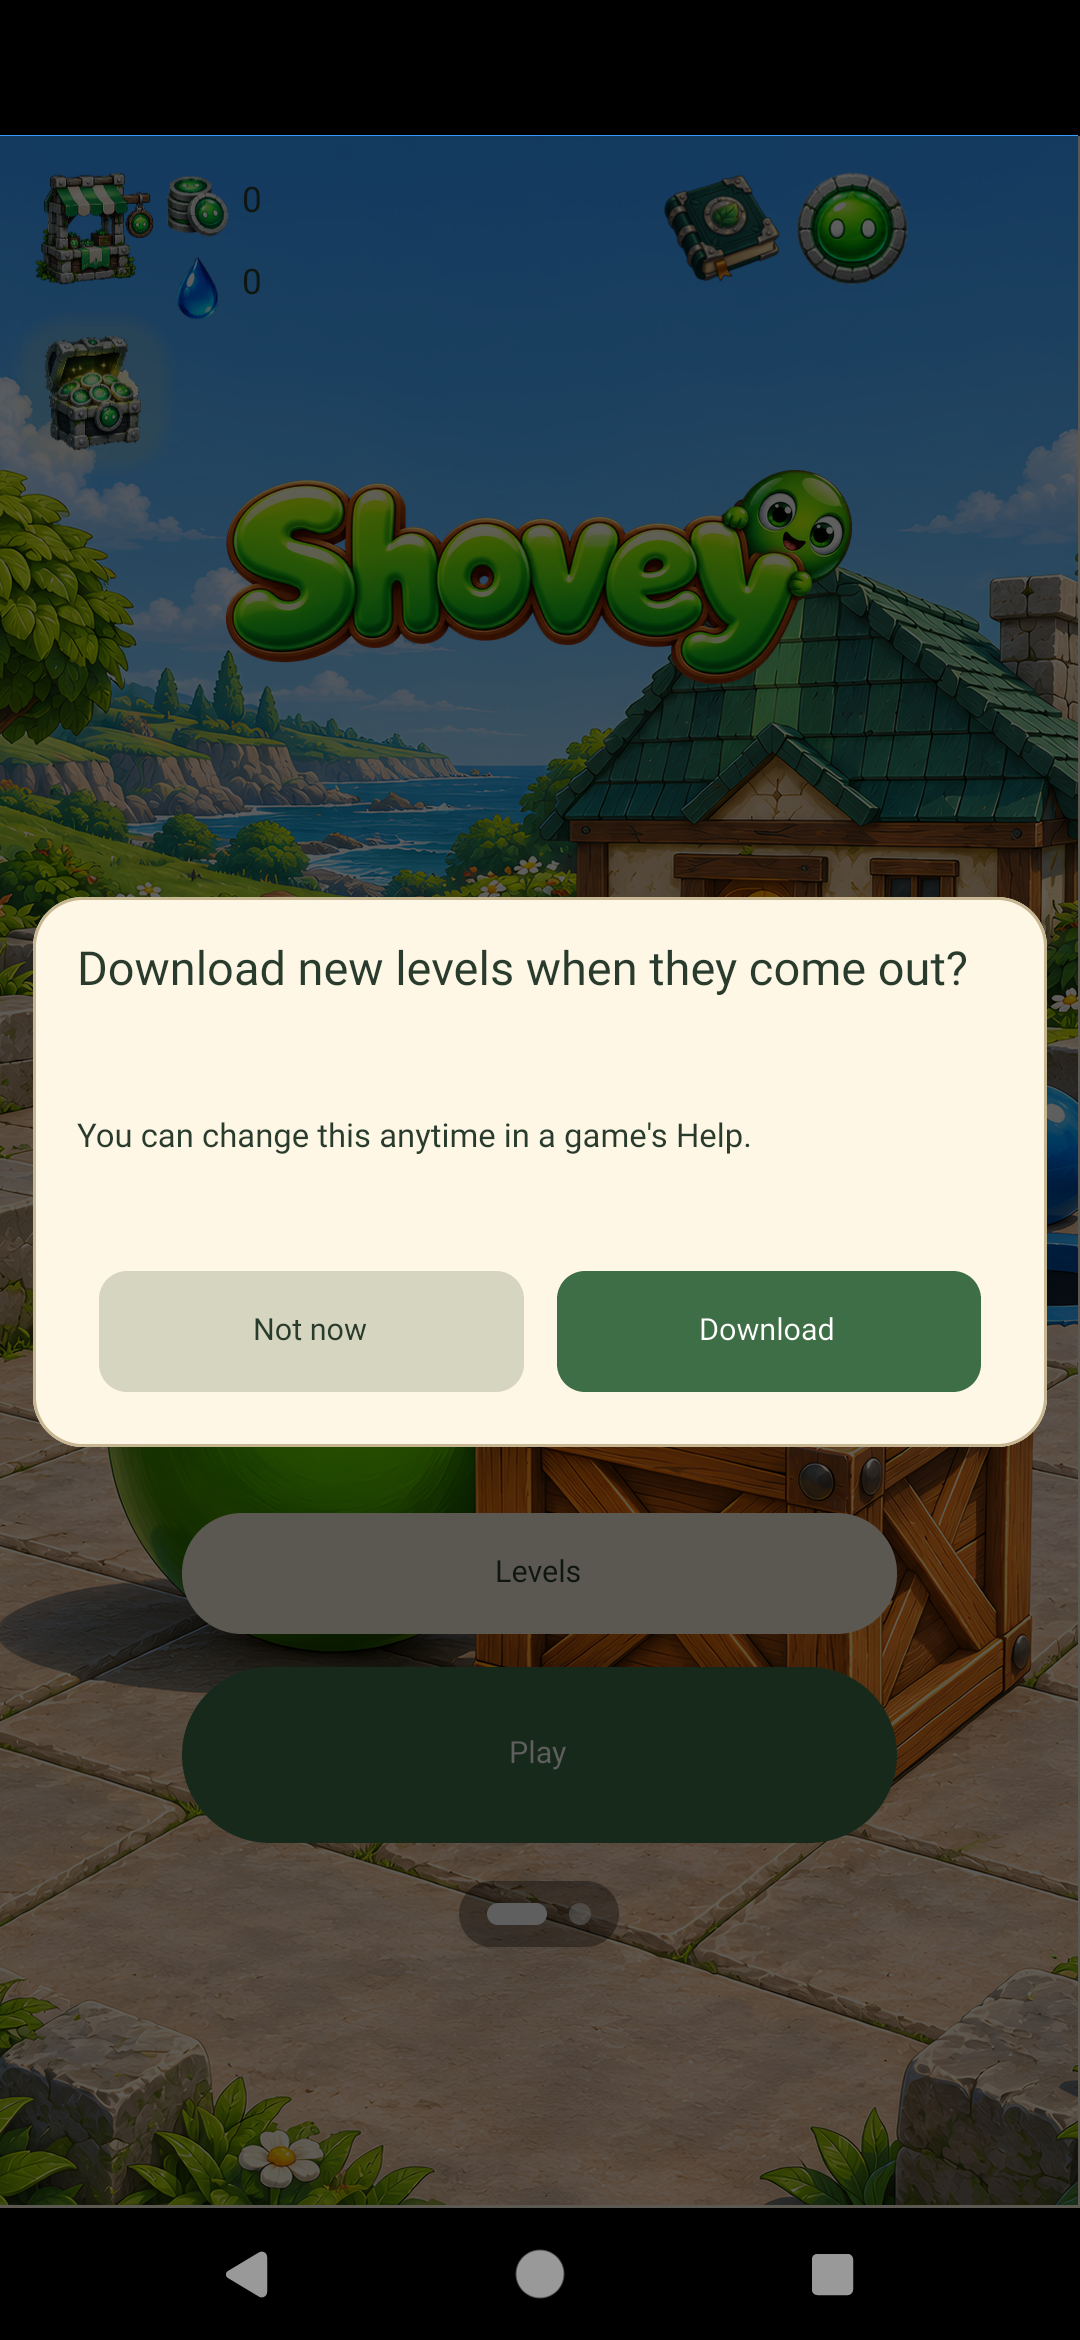 0
0
Shovey
Download new levels when they come out?
You can change this anytime in a game's Help.
Not now
Download
Levels
Play